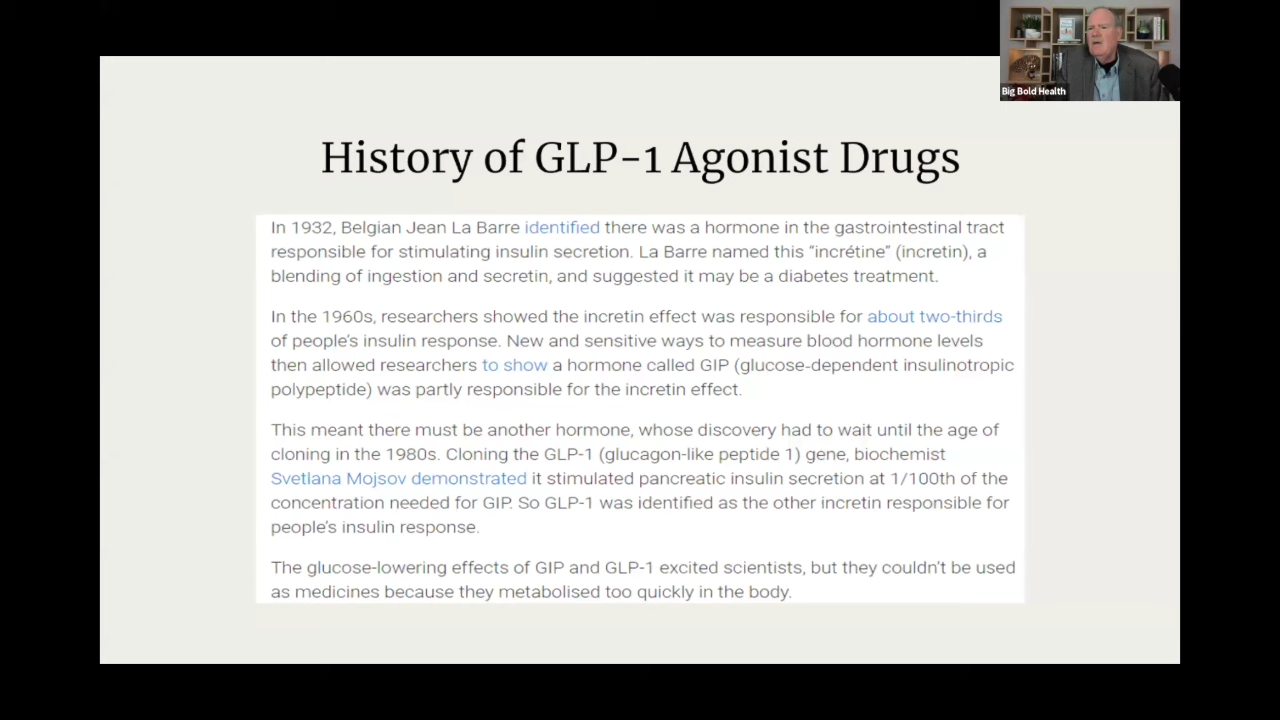 Big Bold Health
History of GLP-1 Agonist Drugs
In 1932, Belgian Jean La Barre identified there was a hormone in the gastrointestinal tract
responsible for stimulating insulin secretion. La Barre named this “incrétine” (incretin), a
blending of ingestion and secretin, and suggested it may be a diabetes treatment.
In the 1960s, researchers showed the incretin effect was responsible for about two-thirds
of people's insulin response. New and sensitive ways to measure blood hormone levels
then allowed researchers to show a hormone called GIP (glucose-dependent insulinotropic
polypeptide) was partly responsible for the incretin effect.
This meant there must be another hormone, whose discovery had to wait until the age of
cloning in the 1980s. Cloning the GLP-1 (glucagon-like peptide 1) gene, biochemist
Svetlana Mojsov demonstrated it stimulated pancreatic insulin secretion at 1/100th of the
concentration needed for GIP. So GLP-1 was identified as the other incretin responsible for
people's insulin response.
The glucose-lowering effects of GIP and GLP-1 excited scientists, but they couldn't be used
as medicines because they metabolised too quickly in the body.